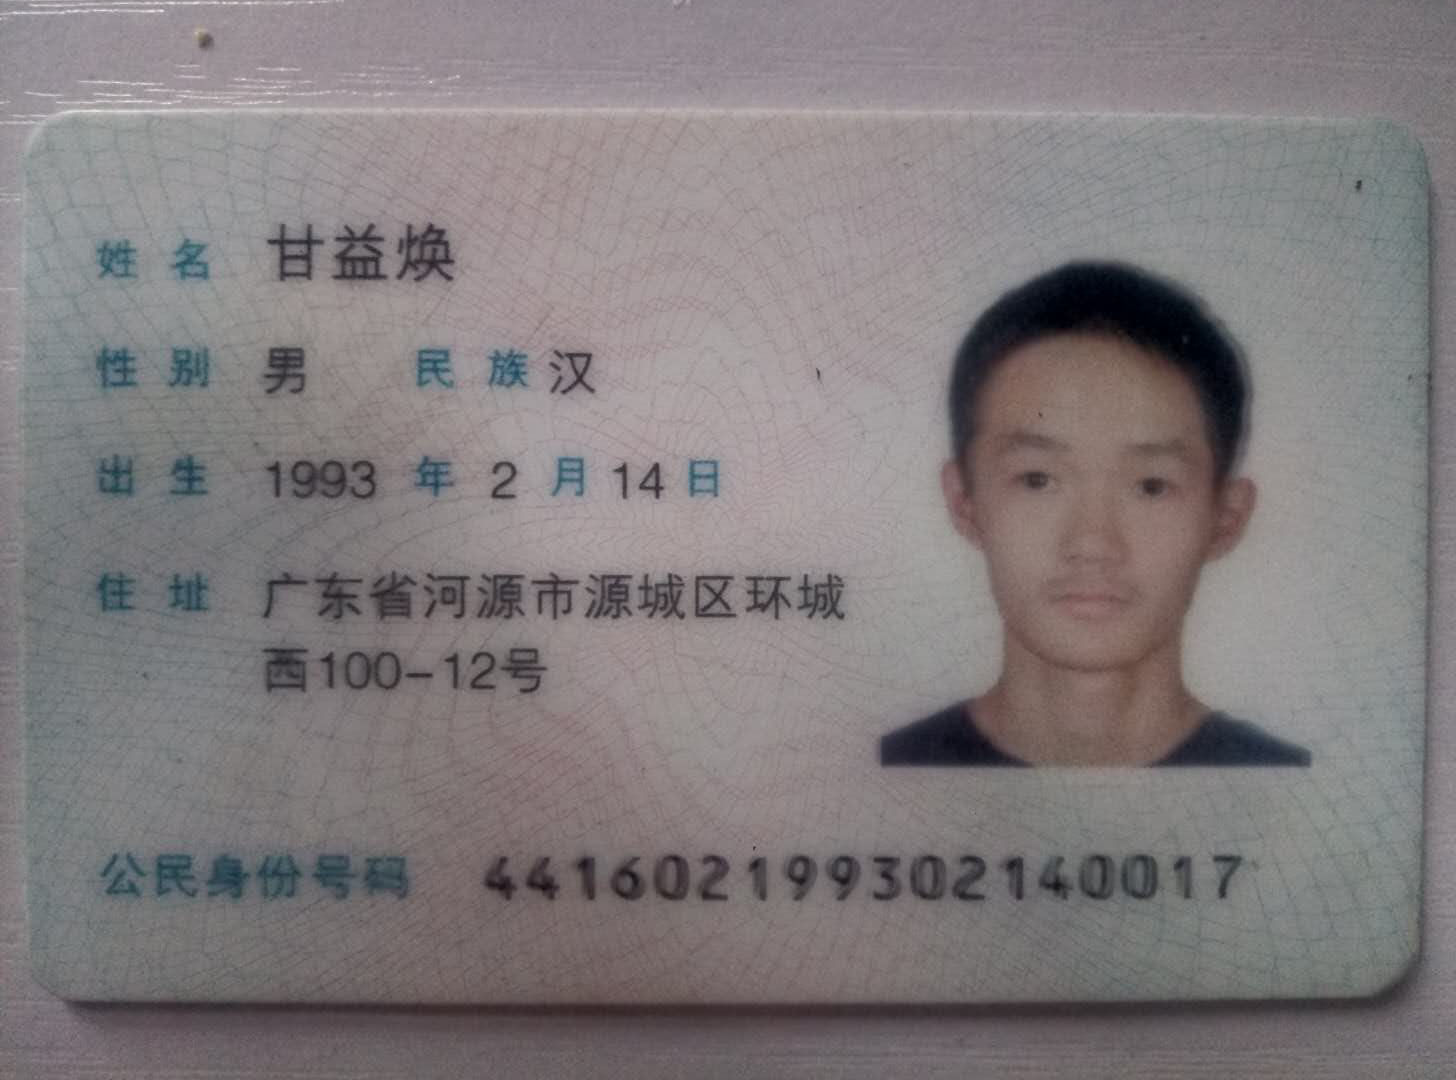 姓名 甘益焕
性别 男 民族 汉
出生 1993 年 2 月 14 日
住址 广东省河源市源城区环城
西100-12号
公民身份号码 441602199302140017